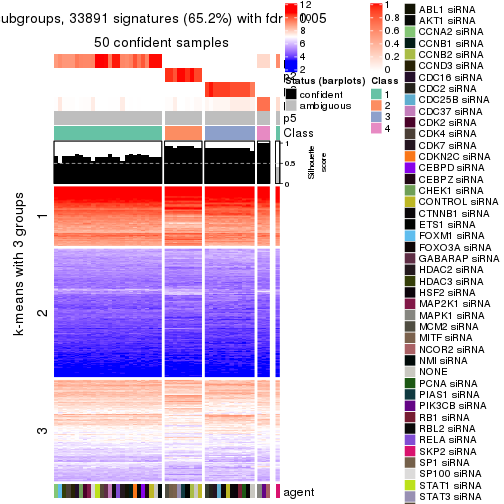 ubgroups, 33891 signatures (65.2%) with fdr
0.05
50 confident samples
p5
Class
1
0.5
0
Silhouette
score
k-means with 3 groups
1
2
3
agent
12
11
10
9
8
7
6
5
4
3
2
Status (barplots)
confident
ambiguous
1
0.8
0.6
0.4
0.2
0
Class
1
2
3
4
ABL1 siRNA
AKT1 siRNA
CCNA2 siRNA
CCNB1 siRNA
CCNB2 siRNA
CCND3 siRNA
CDC16 siRNA
CDC2 siRNA
CDC25B siRNA
CDC37 siRNA
CDK2 siRNA
CDK4 siRNA
CDK7 siRNA
CDKN2C siRNA
CEBPD siRNA
CEBPZ siRNA
CHEK1 siRNA
CONTROL siRNA
CTNNB1 siRNA
ETS1 siRNA
FOXM1 siRNA
FOXO3A siRNA
GABARAP siRNA
HDAC2 siRNA
HDAC3 siRNA
HSF2 siRNA
MAP2K1 siRNA
MAPK1 siRNA
MCM2 siRNA
MITF siRNA
NCOR2 siRNA
NMI siRNA
NONE
PCNA siRNA
PIAS1 siRNA
PIK3CB siRNA
RB1 siRNA
RBL2 siRNA
RELA siRNA
SKP2 siRNA
SP1 siRNA
SP100 siRNA
STAT1 siRNA
STAT3 siRNA